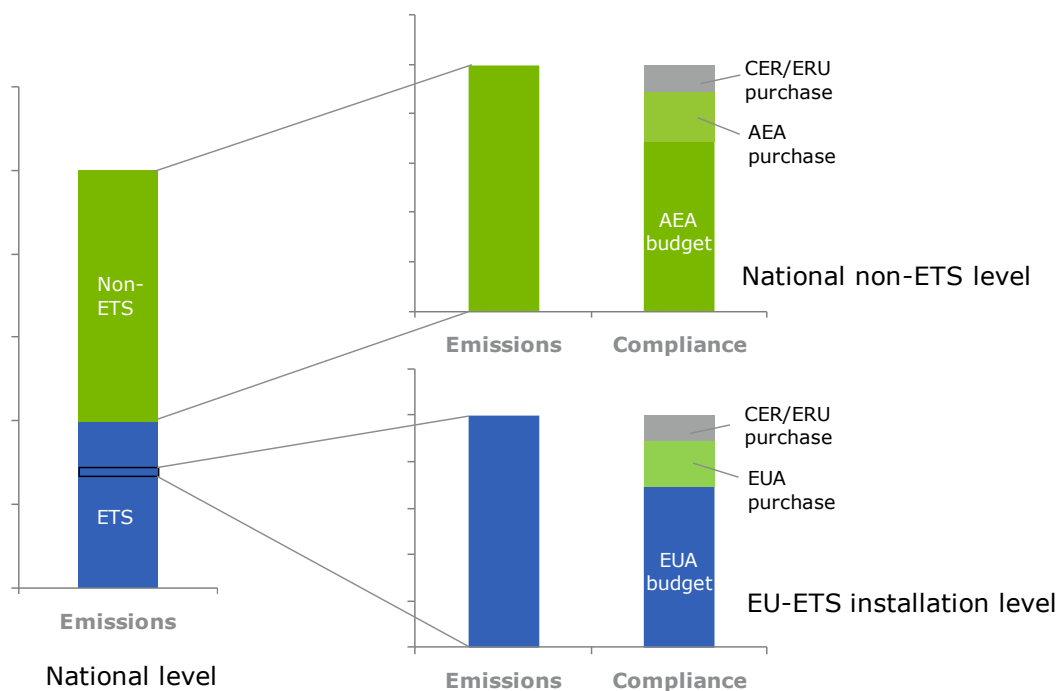 Non-
ETS
ETS
Emissions
National level
CER/ERU
purchase
AEA
purchase
AEA
budget
National non-ETS level
Emissions
Compliance
CER/ERU
purchase
EUA
purchase
EUA
budget
EU-ETS installation level
Emissions
Compliance